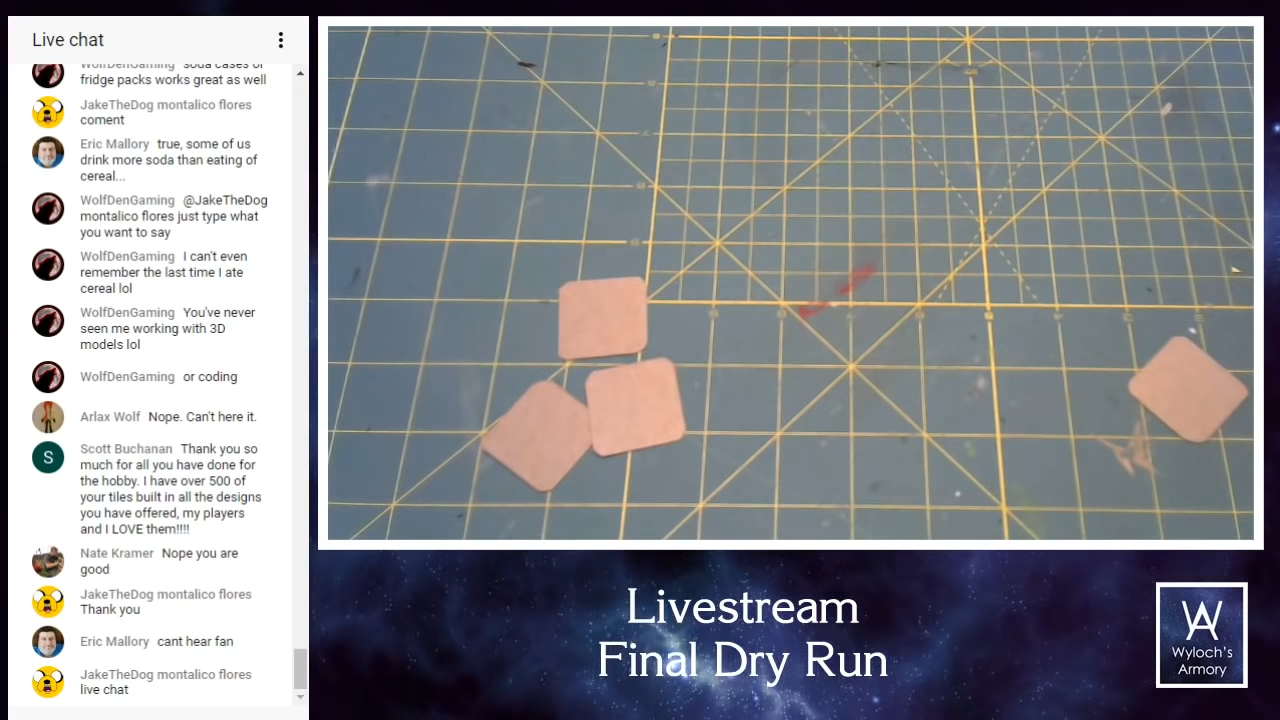 Live chat
WolfDenGaming soda cases or
fridge packs works great as well
JakeTheDog montalico flores
coment
Eric Mallory true, some of us
drink more soda than eating of
cereal...
WolfDenGaming @JakeTheDog
montalico flores just type what
you want to say
WolfDenGaming I can't even
remember the last time I ate
cereal lol
WolfDenGaming You've never
seen me working with 3D
models lol
WolfDenGaming or coding
Arlax Wolf Nope. Can't here it.
S
Scott Buchanan Thank you so
much for all you have done for
the hobby. I have over 500 of
your tiles built in all the designs
you have offered, my players
and I LOVE them!!!!
Nate Kramer Nope you are
good
JakeTheDog montalico flores
Thank you
Eric Mallory cant hear fan
JakeTheDog montalico flores
live chat
Livestream
Final Dry Run
WA
Wyloch's
Armory